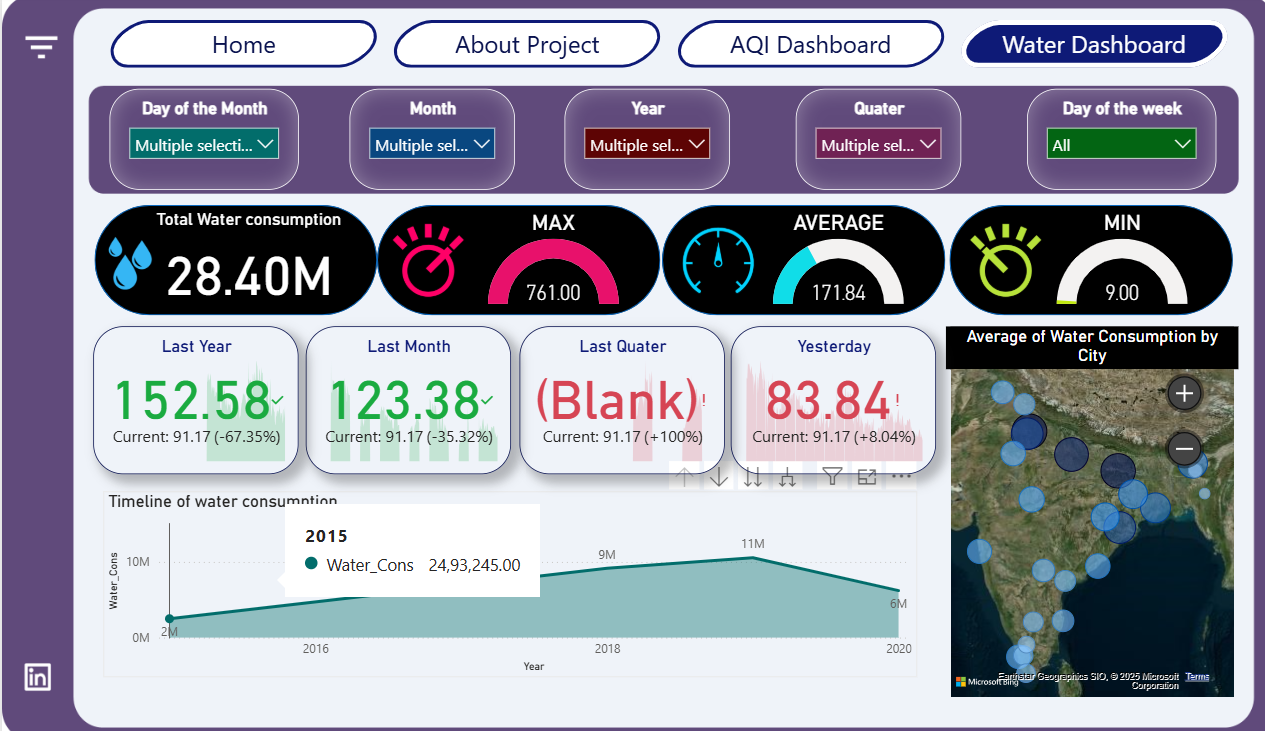 Home
About Project
AQI Dashboard
Water Dashboard
Day of the Month
Month
Year
Quater
Day of the week
Multiple selecti...
Multiple sel...
Multiple sel...
Multiple sel...
All
Total Water consumption
28.40M
MAX
761.00
AVERAGE
171.84
MIN
9.00
Last Year
152.58
Current: 91.17 (-67.35%)
Last Month
123.38
Current: 91.17 (-35.32%)
Last Quater
(Blank)
!
Current: 91.17 (+100%)
Yesterday
83.84
!
Current: 91.17 (+8.04%)
Average of Water Consumption by
City
Timeline of water consumption
2015
Water_Cons 24,93,245.00
Water_Cons
10M
0M
2M
9M
11M
6M
2016
2018
2020
Year
Microsoft Bing
Earthstar Geographics SIO, © 2025 Microsoft
Corporation
Terms
in